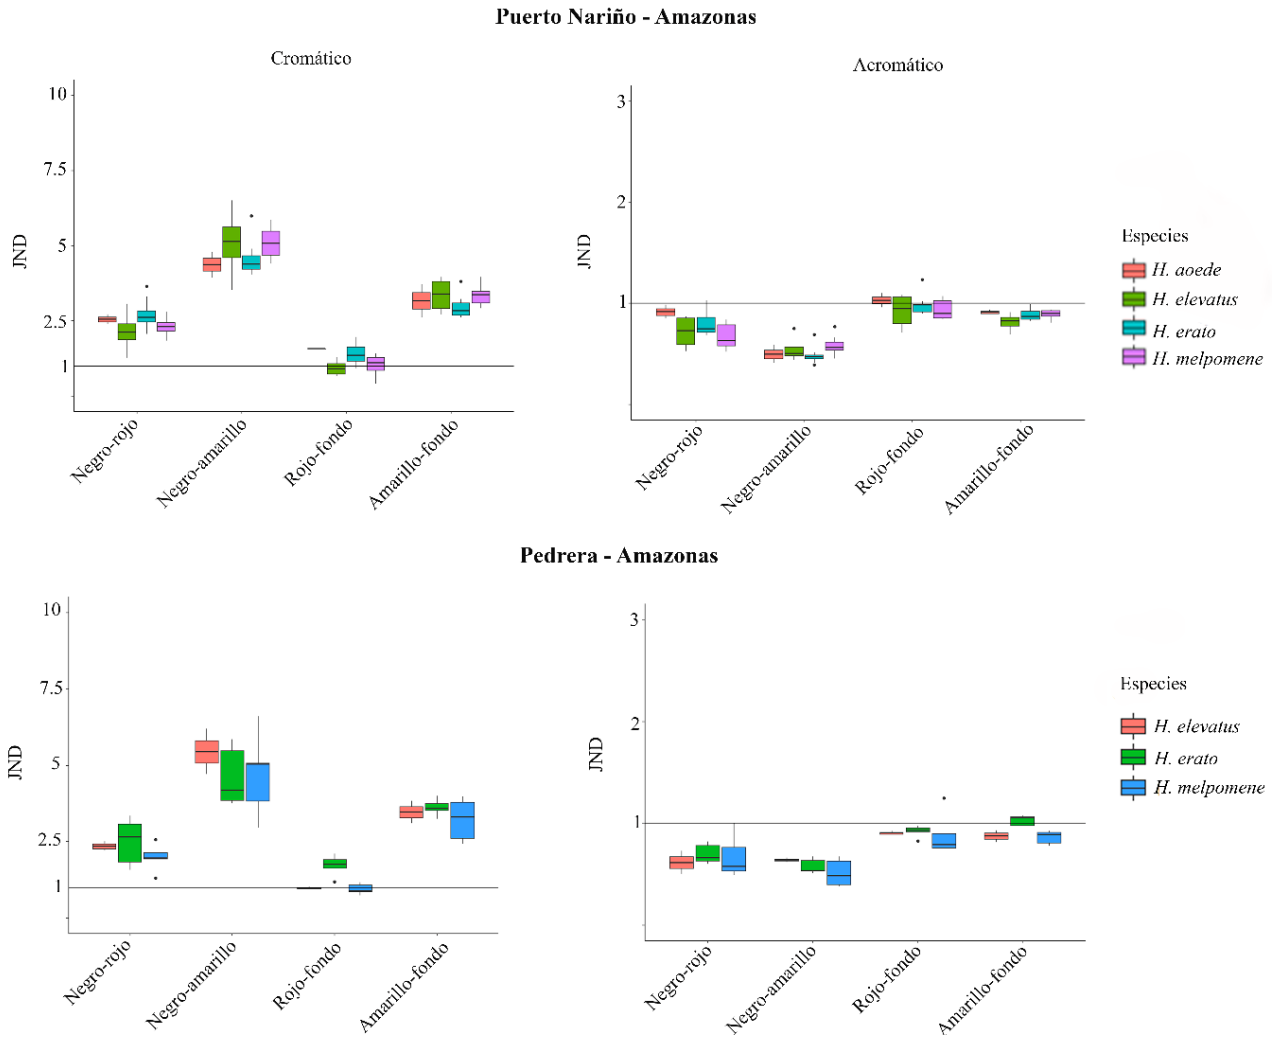 Puerto Nariño - Amazonas
Cromático
Acromático
JND
10
7.5
5
2.5
1
Negro-rojo
Negro-amarillo
Rojo-fondo
Amarillo-fondo
JND
3
2
1
Negro-rojo
Negro-amarillo
Rojo-fondo
Amarillo-fondo
Especies
H. aoede
H. elevatus
H. erato
H. melpomene
Pedrera - Amazonas
JND
10
7.5
5
2.5
1
Negro-rojo
Negro-amarillo
Rojo-fondo
Amarillo-fondo
JND
3
2
1
Negro-rojo
Negro-amarillo
Rojo-fondo
Amarillo-fondo
Especies
H. elevatus
H. erato
H. melpomene